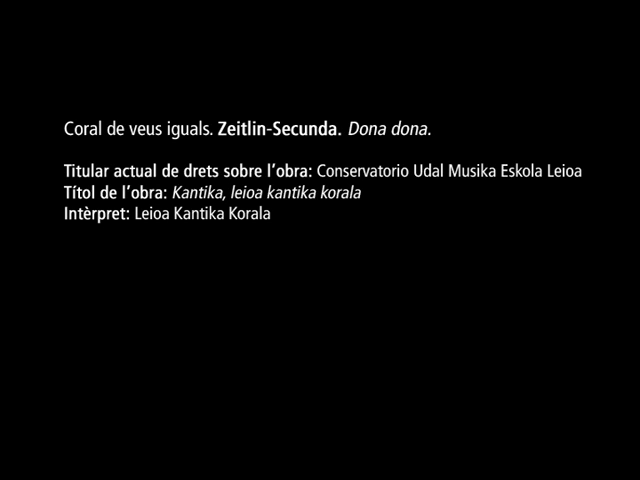 Coral de veus iguals. Zeitlin-Secunda. Dona dona.
Titular actual de drets sobre l'obra: Conservatorio Udal Musika Eskola Leioa
Títol de l'obra: Kantika, leioa kantika korala
Intèrpret: Leioa Kantika Korala